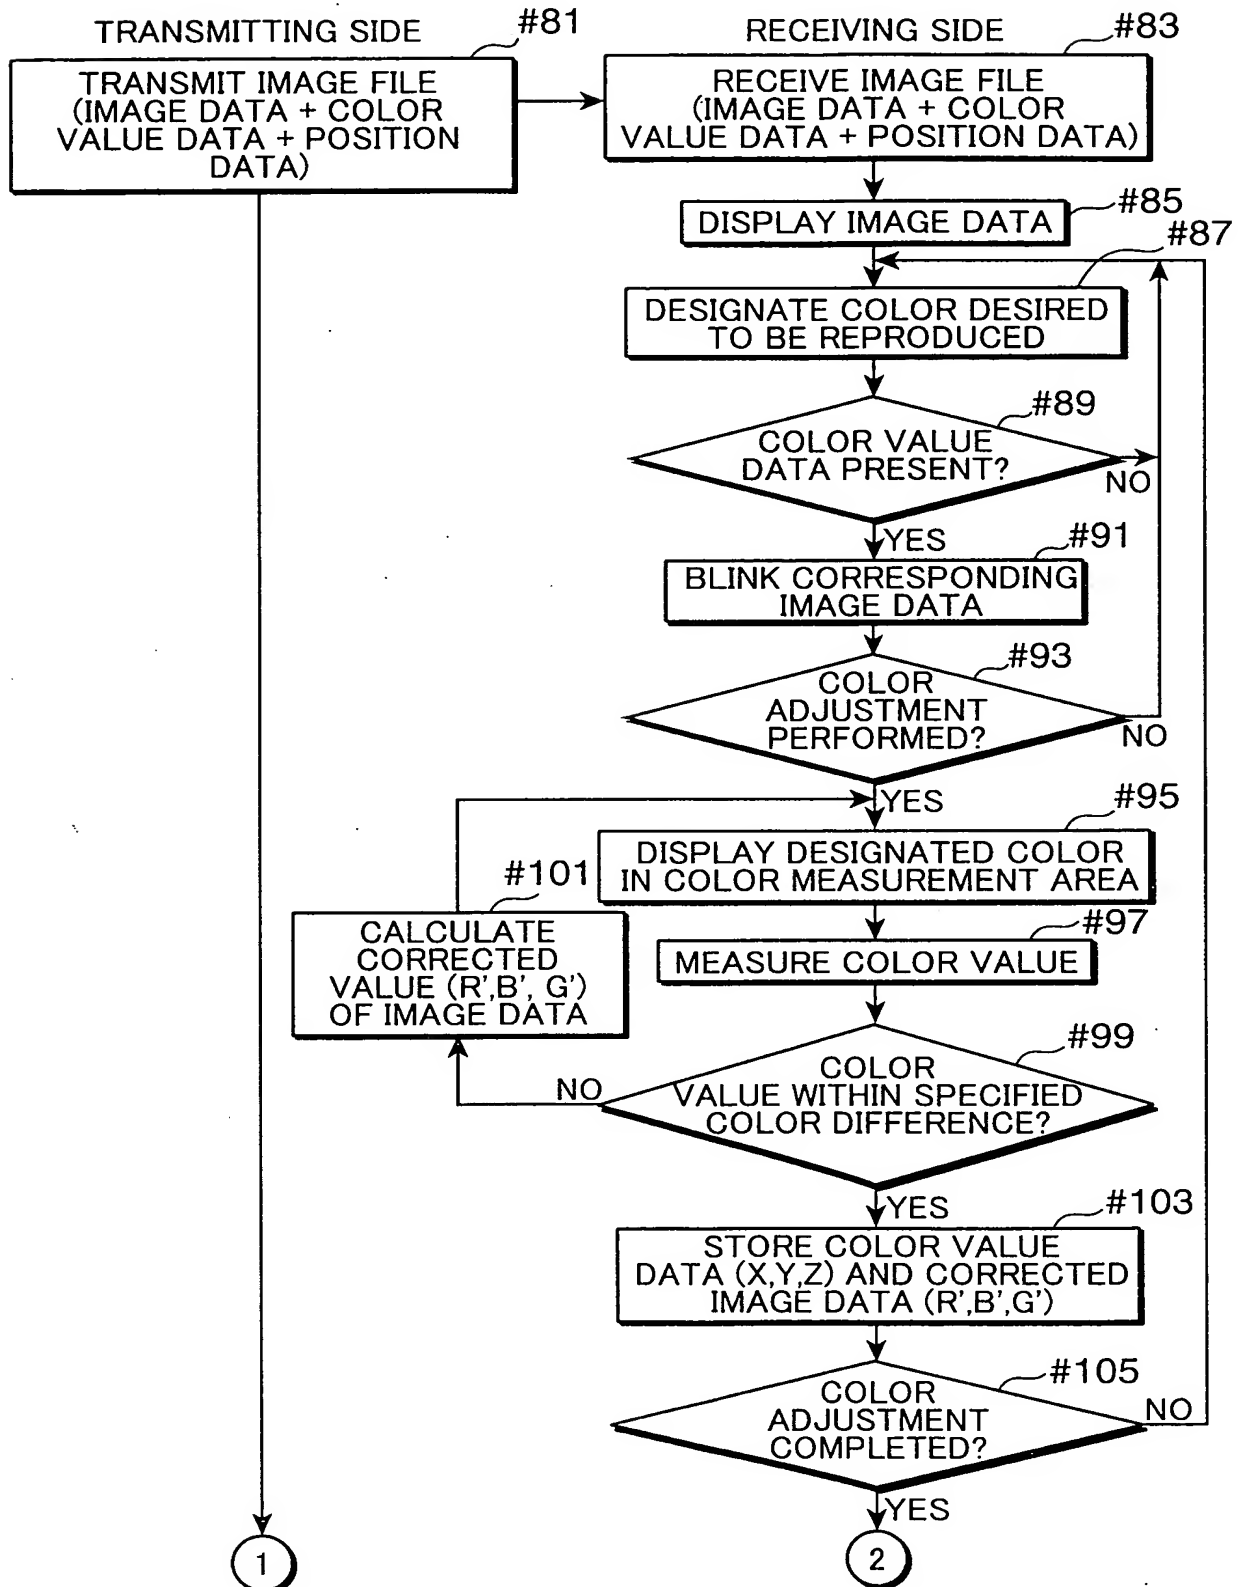 TRANSMITTING SIDE
#81
TRANSMIT IMAGE FILE
(IMAGE DATA + COLOR
VALUE DATA + POSITION
DATA)
RECEIVING SIDE
#83
RECEIVE IMAGE FILE
(IMAGE DATA + COLOR
VALUE DATA + POSITION DATA)
DISPLAY IMAGE DATA
#85
#87
DESIGNATE COLOR DESIRED
TO BE REPRODUCED
#89
COLOR VALUE
DATA PRESENT?
NO
YES
#91
BLINK CORRESPONDING
IMAGE DATA
#93
COLOR
ADJUSTMENT
PERFORMED?
NO
YES
#95
DISPLAY DESIGNATED COLOR
IN COLOR MEASUREMENT AREA
#101
CALCULATE
CORRECTED
VALUE (R',B', G')
OF IMAGE DATA
#97
MEASURE COLOR VALUE
#99
COLOR
VALUE WITHIN SPECIFIED
COLOR DIFFERENCE?
NO
YES
#103
STORE COLOR VALUE
DATA (X,Y,Z) AND CORRECTED
IMAGE DATA (R',B',G')
#105
COLOR
ADJUSTMENT
COMPLETED?
NO
YES
1
2